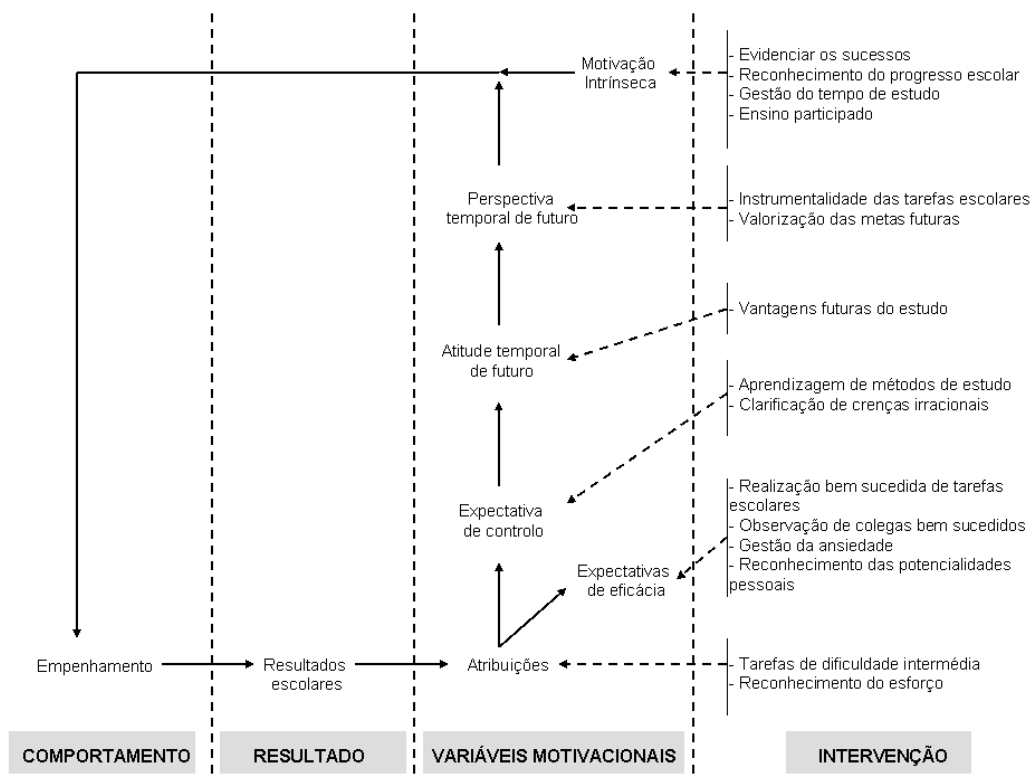 Motivação
Intrínseca
- Evidenciar os sucessos
- Reconhecimento do progresso escolar
- Gestão do tempo de estudo
- Ensino participado
Perspectiva
temporal de futuro
- Instrumentalidade das tarefas escolares
- Valorização das metas futuras
- Vantagens futuras do estudo
Atitude temporal
de futuro
- Aprendizagem de métodos de estudo
- Clarificação de crenças irracionais
Expectativa
de controlo
- Realização bem sucedida de tarefas
escolares
- Observação de colegas bem sucedidos
- Gestão da ansiedade
- Reconhecimento das potencialidades
pessoais
Expectativas
de eficácia
Empenhamento
Resultados
escolares
Atribuições
- Tarefas de dificuldade intermédia
- Reconhecimento do esforço
COMPORTAMENTO
RESULTADO
VARIÁVEIS MOTIVACIONAIS
INTERVENÇÃO